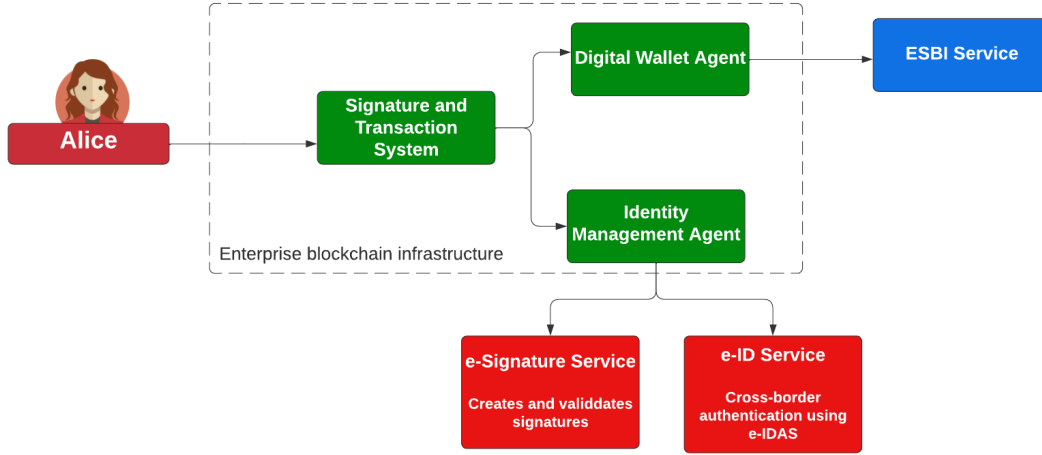 Digital Wallet Agent
ESBI Service
Signature and
Transaction
System
Alice
Identity
Management Agent
Enterprise blockchain infrastructure
e-Signature Service
Creates and validdates
signatures
e-ID Service
Cross-border
authentication using
e-IDAS